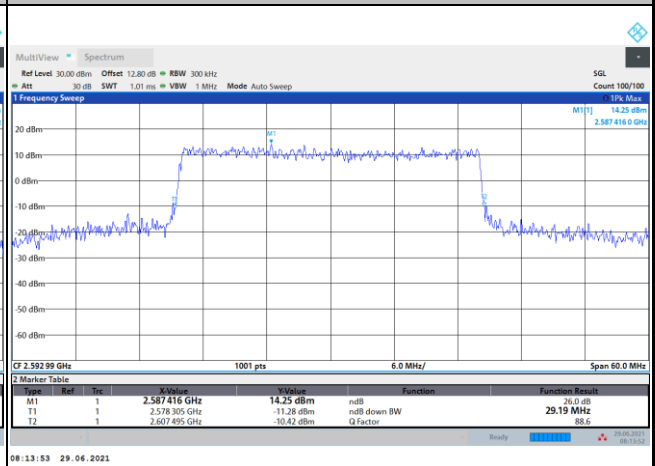 MultiView Spectrum
Ref Level 30.00 dBm Offset 12.80 dB RBW 300 kHz SGL
Att 30 dB SWT 1.01 ms VBW 1 MHz Mode Auto Sweep Count 100/100
1 Frequency Sweep 1Pk Max
M1[1] 14.25 dBm
2.587 416 0 GHz
20 dBm
M1
10 dBm
0 dBm
-10 dBm
-20 dBm
-30 dBm
-40 dBm
-50 dBm
-60 dBm
CF 2.592 99 GHz 1001 pts 6.0 MHz/ Span 60.0 MHz
2 Marker Table
Type Ref Trc X-Value Y-Value Function Function Result
M1 1 2.587 416 GHz 14.25 dBm ndB 26.0 dB
T1 1 2.578 305 GHz -11.28 dBm ndB down BW 29.19 MHz
T2 1 2.607 495 GHz -10.42 dBm Q Factor 88.6
Ready 29.06.2021
08:13:52
08:13:53 29.06.2021